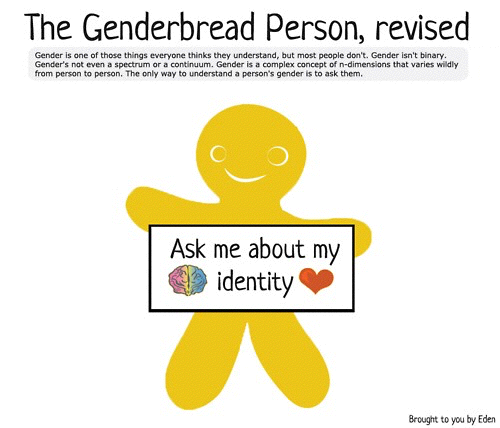 The Genderbread Person, revised
Gender is one of those things everyone thinks they understand, but most people don't. Gender isn't binary.
Gender's not even a spectrum or a continuum. Gender is a complex concept of n-dimensions that varies wildly
from person to person. The only way to understand a person's gender is to ask them.
Ask me about my
identity
Brought to you by Eden